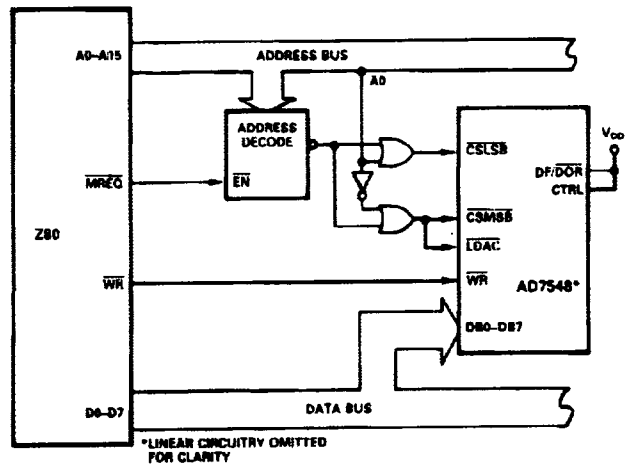 A0–A15
ADDRESS BUS
A0
ADDRESS
DECODE
EN
MREQ
Z80
WR
CSLSB
CSMSB
LDAC
WR
AD7548*
DB0–DB7
VDD
DF/DOR
CTRL
D0–D7
DATA BUS
*LINEAR CIRCUITRY OMITTED
FOR CLARITY